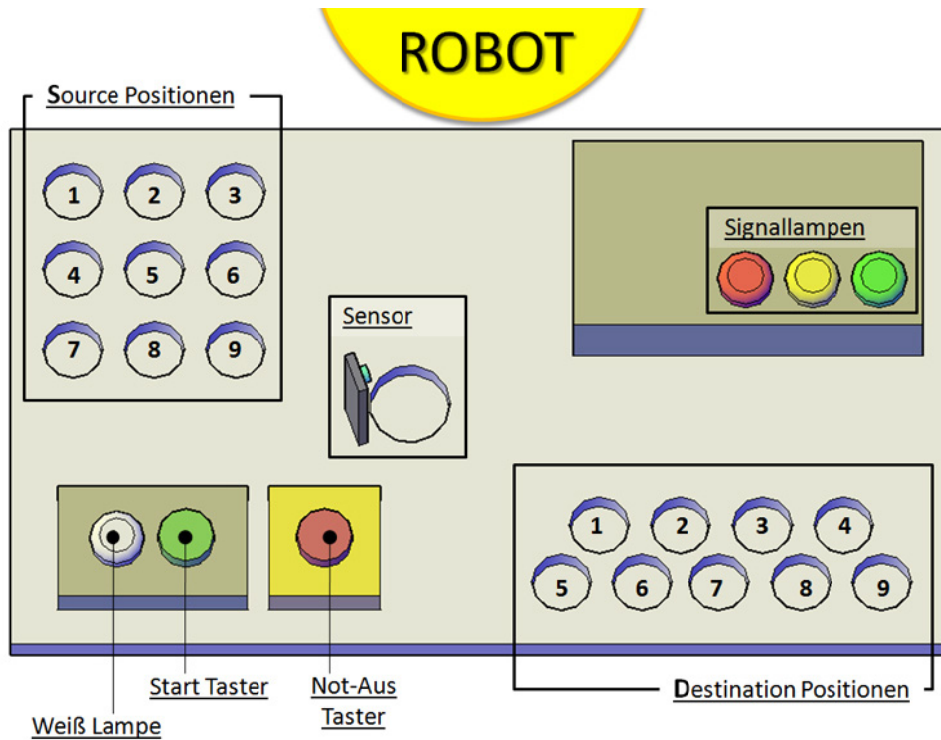 ROBOT
Source Positionen
1 2 3
4 5 6
7 8 9
Signallampen
Sensor
1 2 3 4
5 6 7 8 9
Start Taster
Not-Aus
Taster
Destination Positionen
Weiß Lampe